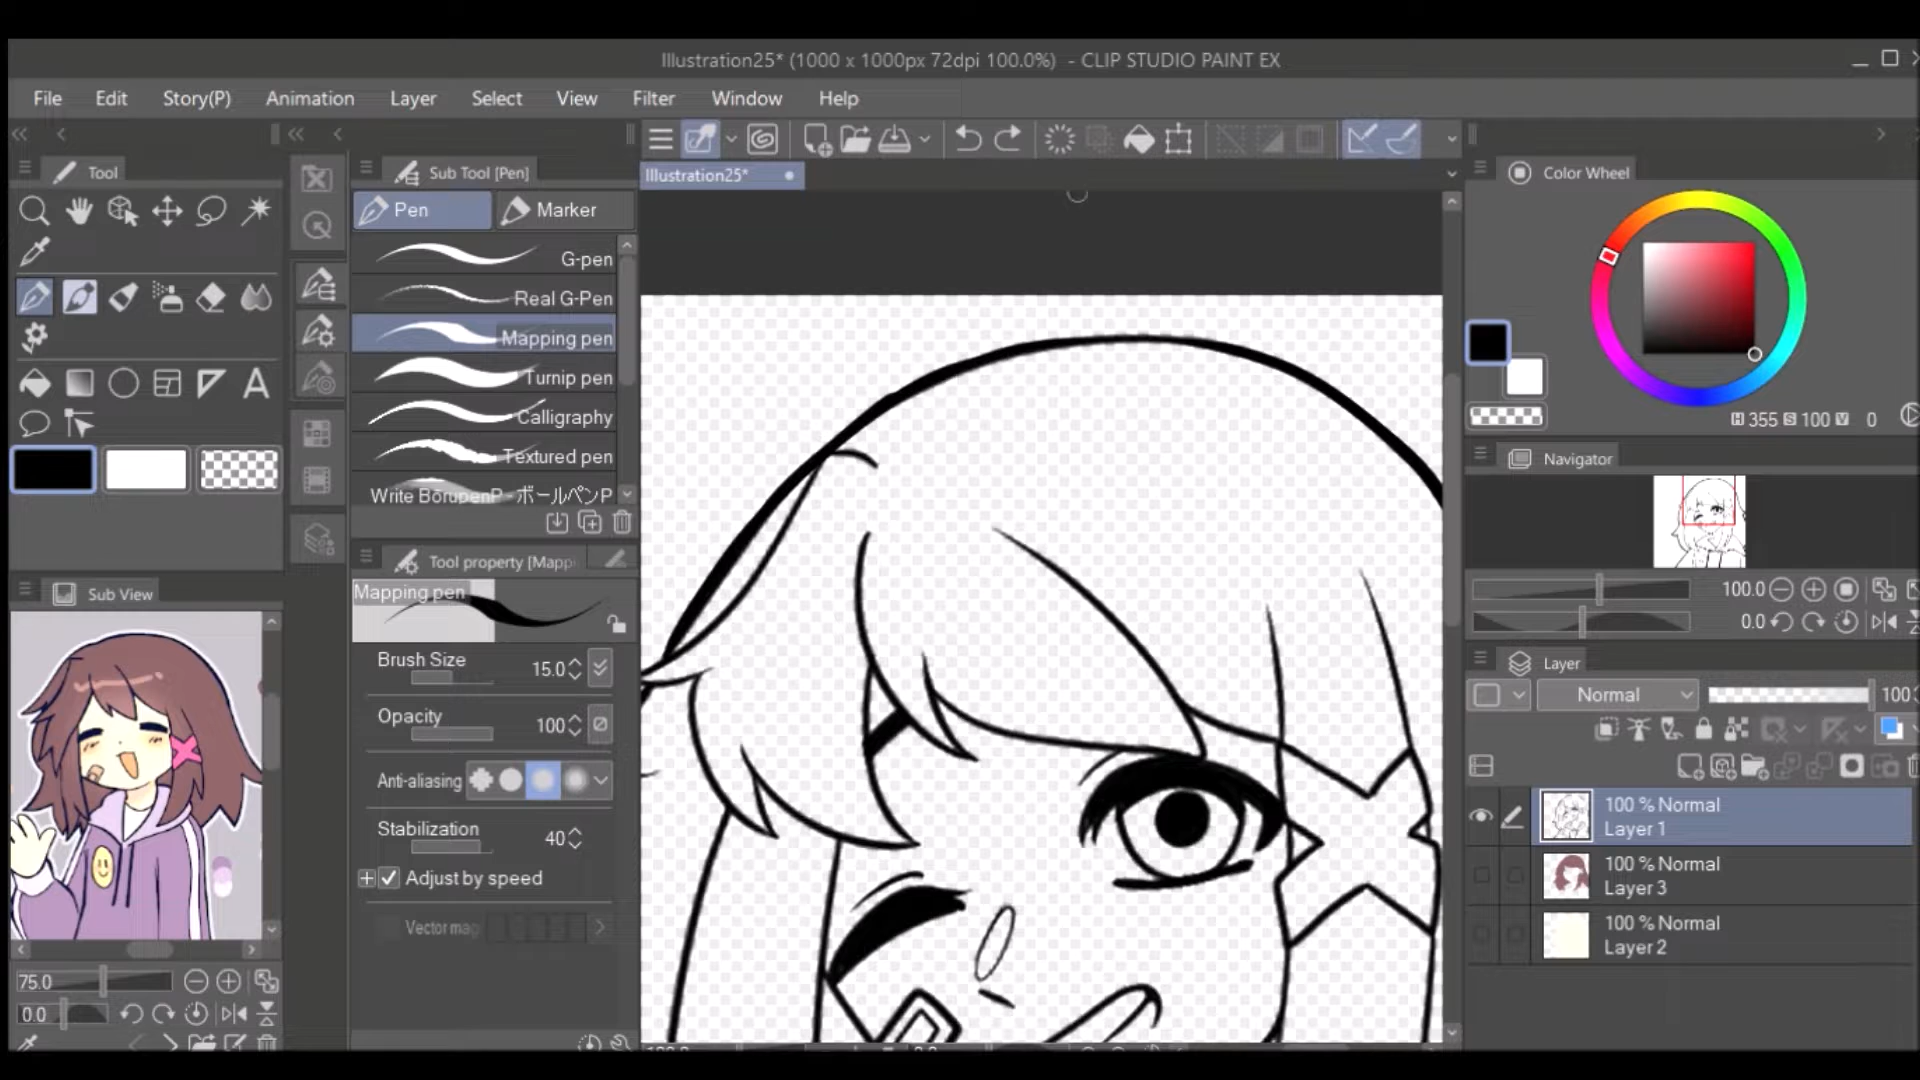 Illustration25* (1000 x 1000px 72dpi 100.0%) - CLIP STUDIO PAINT EX
File Edit Story(P) Animation Layer Select View Filter Window Help
Tool
Sub Tool [Pen]
Illustration25*
Color Wheel
Pen
Marker
G-pen
Real G-Pen
Mapping pen
Turnip pen
Calligraphy
Textured pen
Write BorupenP - ボールペンP
H 355 S 100 V 0
Navigator
Tool property [Mapp
Mapping pen
Sub View
100.0
0.0
Brush Size 15.0
Opacity 100
Anti-aliasing
Stabilization 40
Adjust by speed
Vector mag
Layer
Normal 100
100 % Normal
Layer 1
100 % Normal
Layer 3
100 % Normal
Layer 2
75.0
0.0